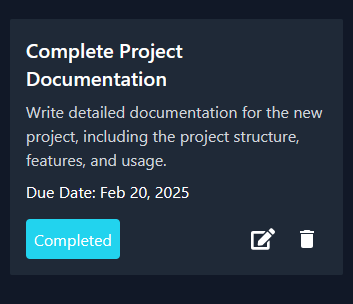 Complete Project
Documentation
Write detailed documentation for the new
project, including the project structure,
features, and usage.
Due Date: Feb 20, 2025
Completed